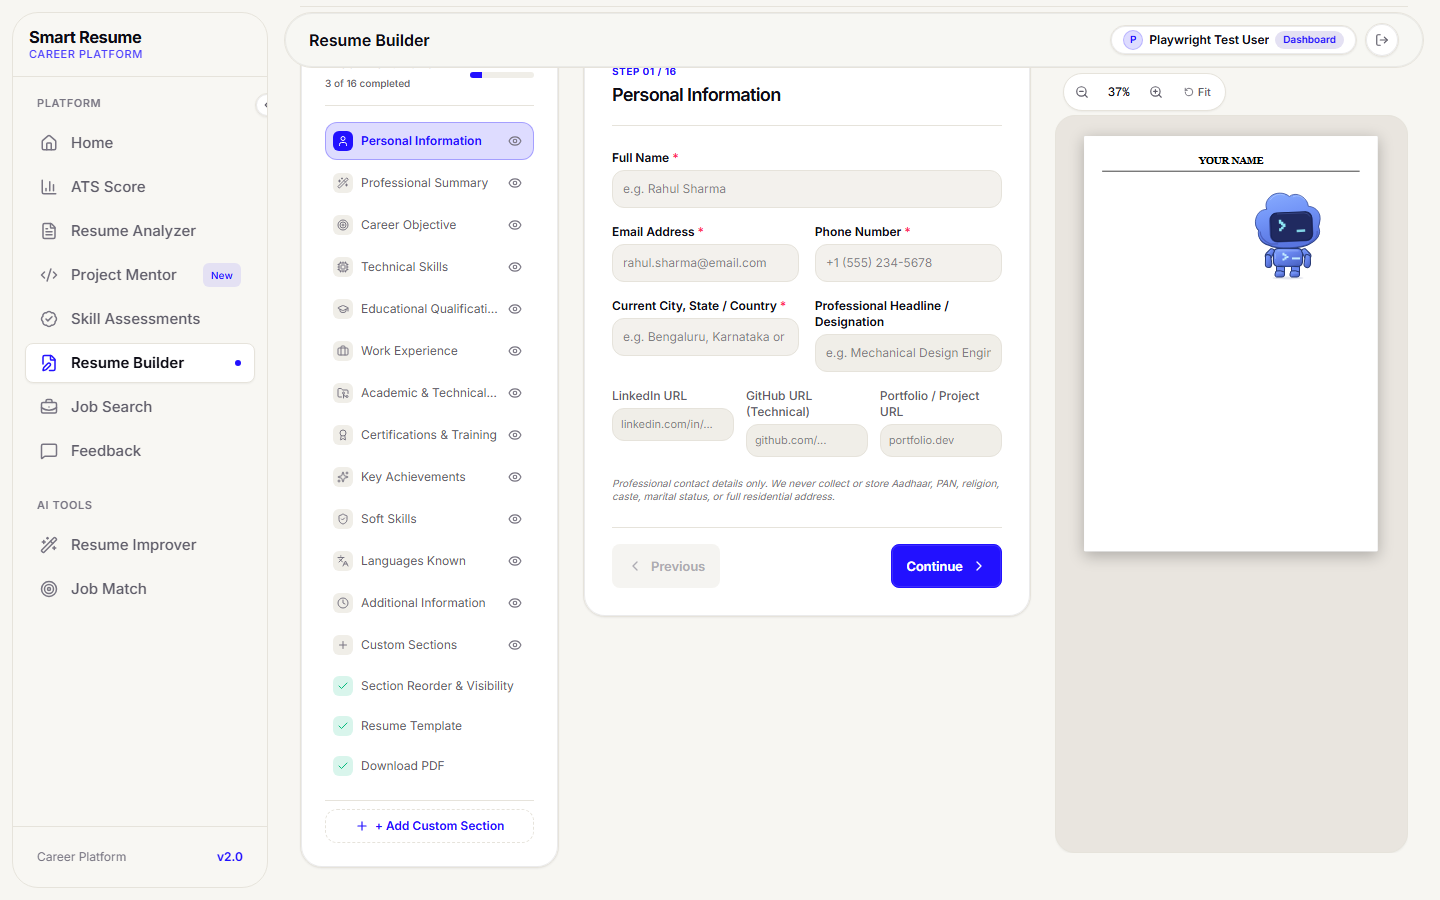 Smart Resume
CAREER PLATFORM
PLATFORM
Home
ATS Score
Resume Analyzer
Project Mentor
New
Skill Assessments
Resume Builder
Job Search
Feedback
AI TOOLS
Resume Improver
Job Match
Career Platform
v2.0
Resume Builder
P
Playwright Test User
Dashboard
3 of 16 completed
Personal Information
Professional Summary
Career Objective
Technical Skills
Educational Qualificati...
Work Experience
Academic & Technical...
Certifications & Training
Key Achievements
Soft Skills
Languages Known
Additional Information
Custom Sections
Section Reorder & Visibility
Resume Template
Download PDF
+ Add Custom Section
STEP 01 / 16
Personal Information
Full Name *
e.g. Rahul Sharma
Email Address *
rahul.sharma@email.com
Phone Number *
+1 (555) 234-5678
Current City, State / Country *
e.g. Bengaluru, Karnataka or
Professional Headline /
Designation
e.g. Mechanical Design Engir
LinkedIn URL
linkedin.com/in/...
GitHub URL
(Technical)
github.com/...
Portfolio / Project
URL
portfolio.dev
Professional contact details only. We never collect or store Aadhaar, PAN, religion,
caste, marital status, or full residential address.
Previous
Continue
37%
Fit
YOUR NAME